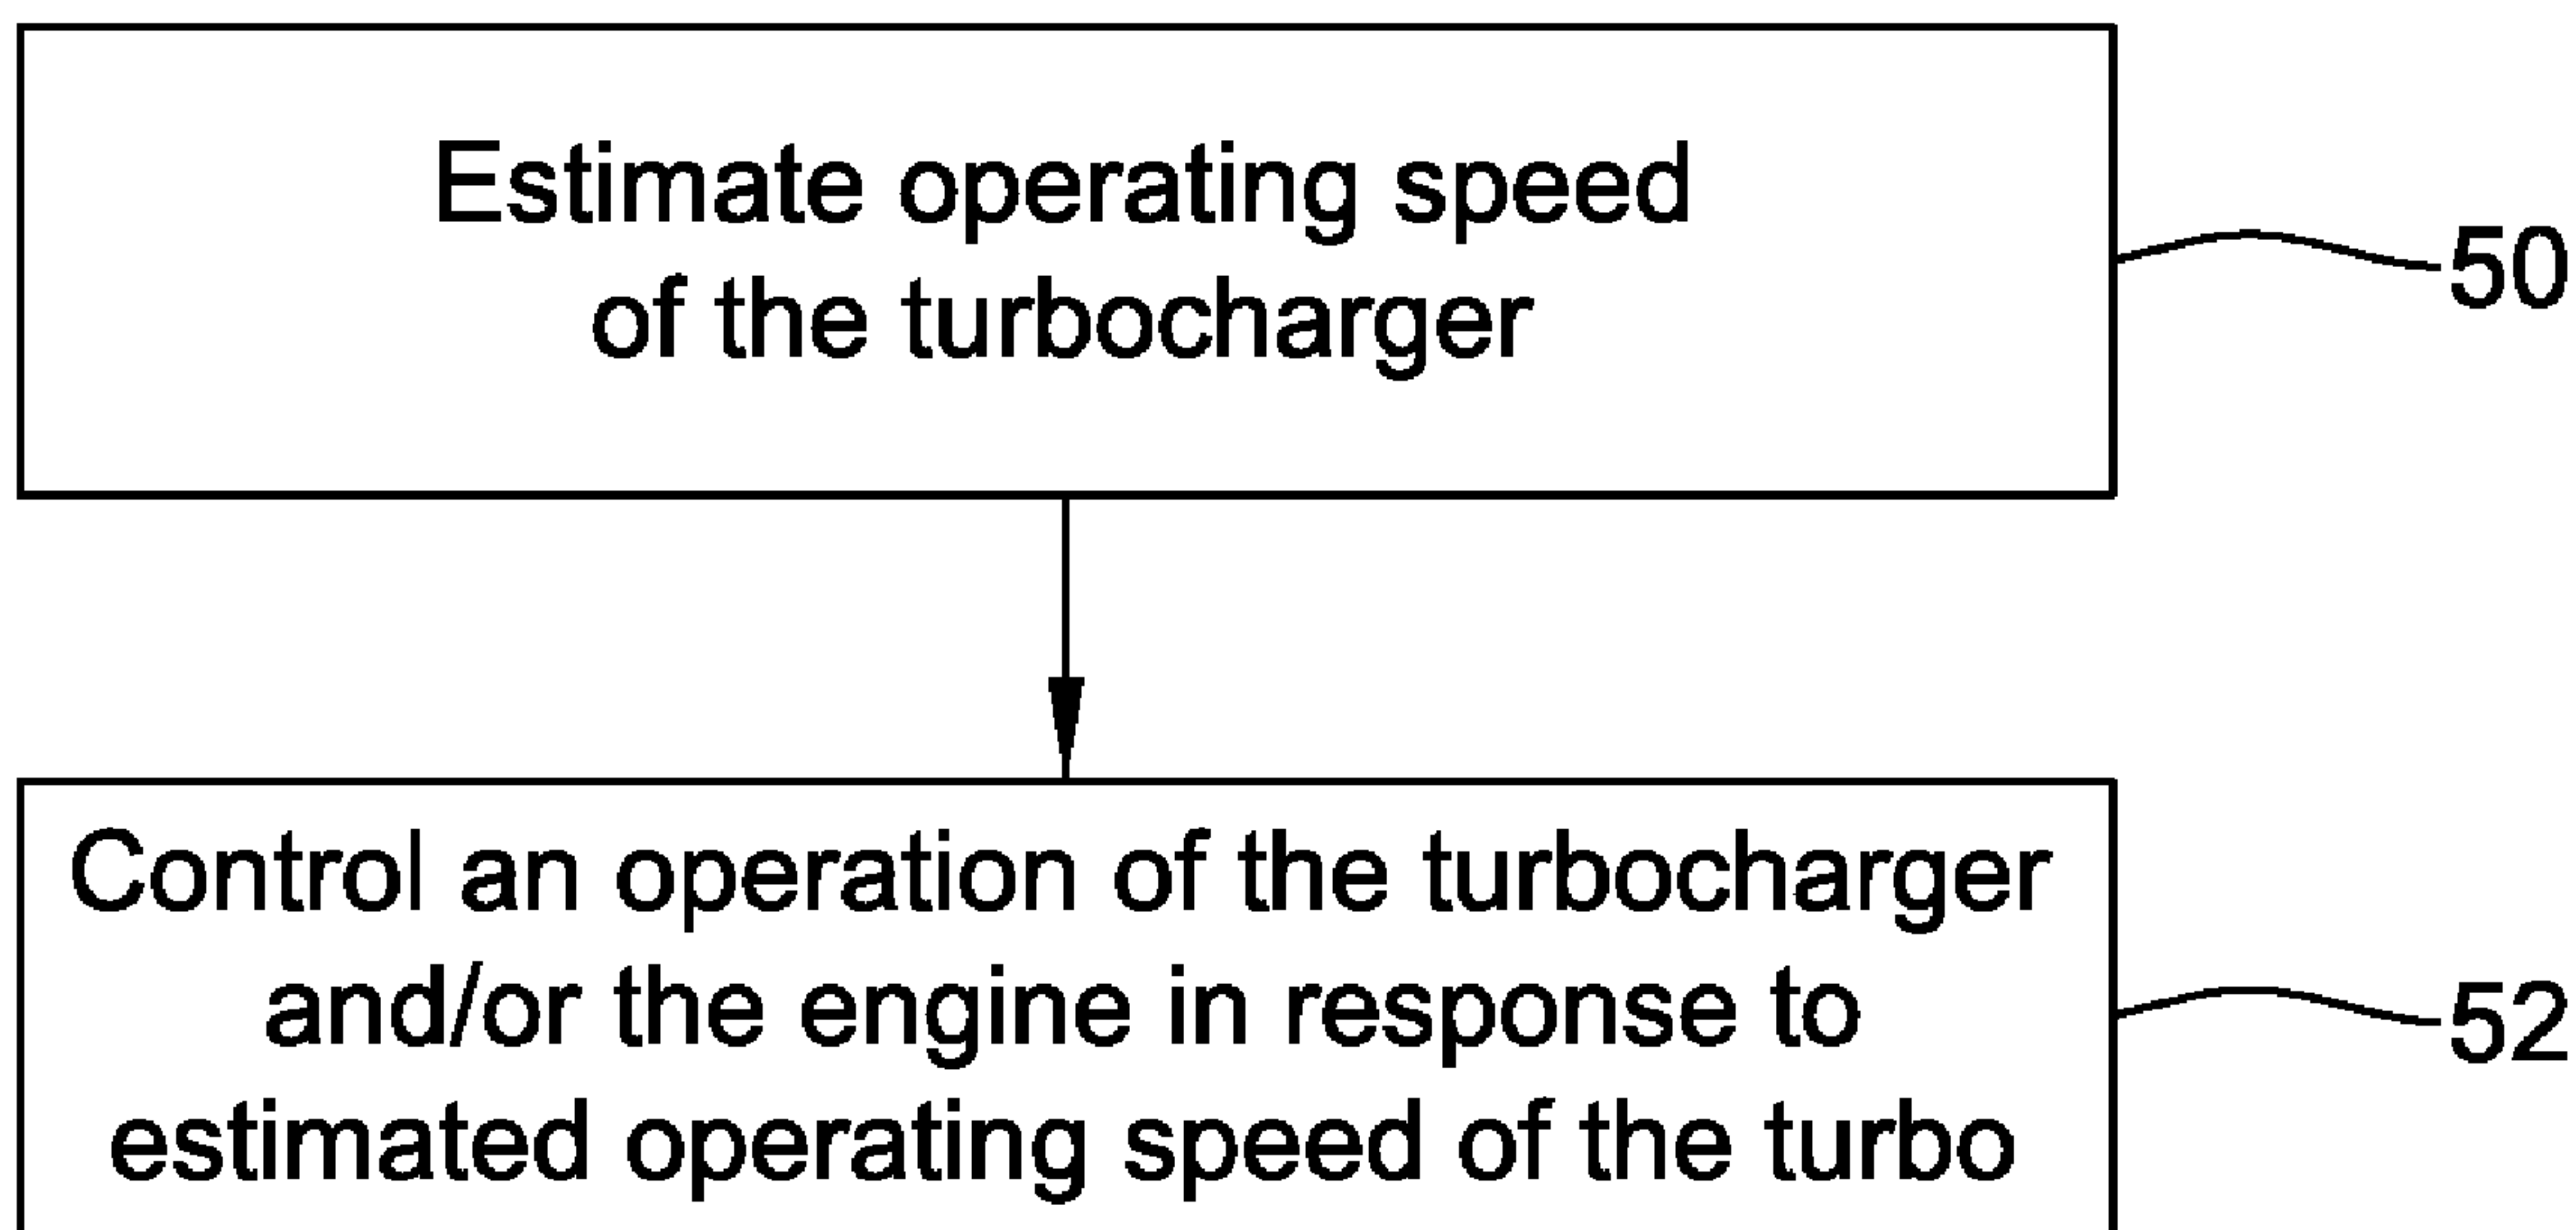 Estimate operating speed
of the turbocharger
50
Control an operation of the turbocharger
and/or the engine in response to
estimated operating speed of the turbo
52